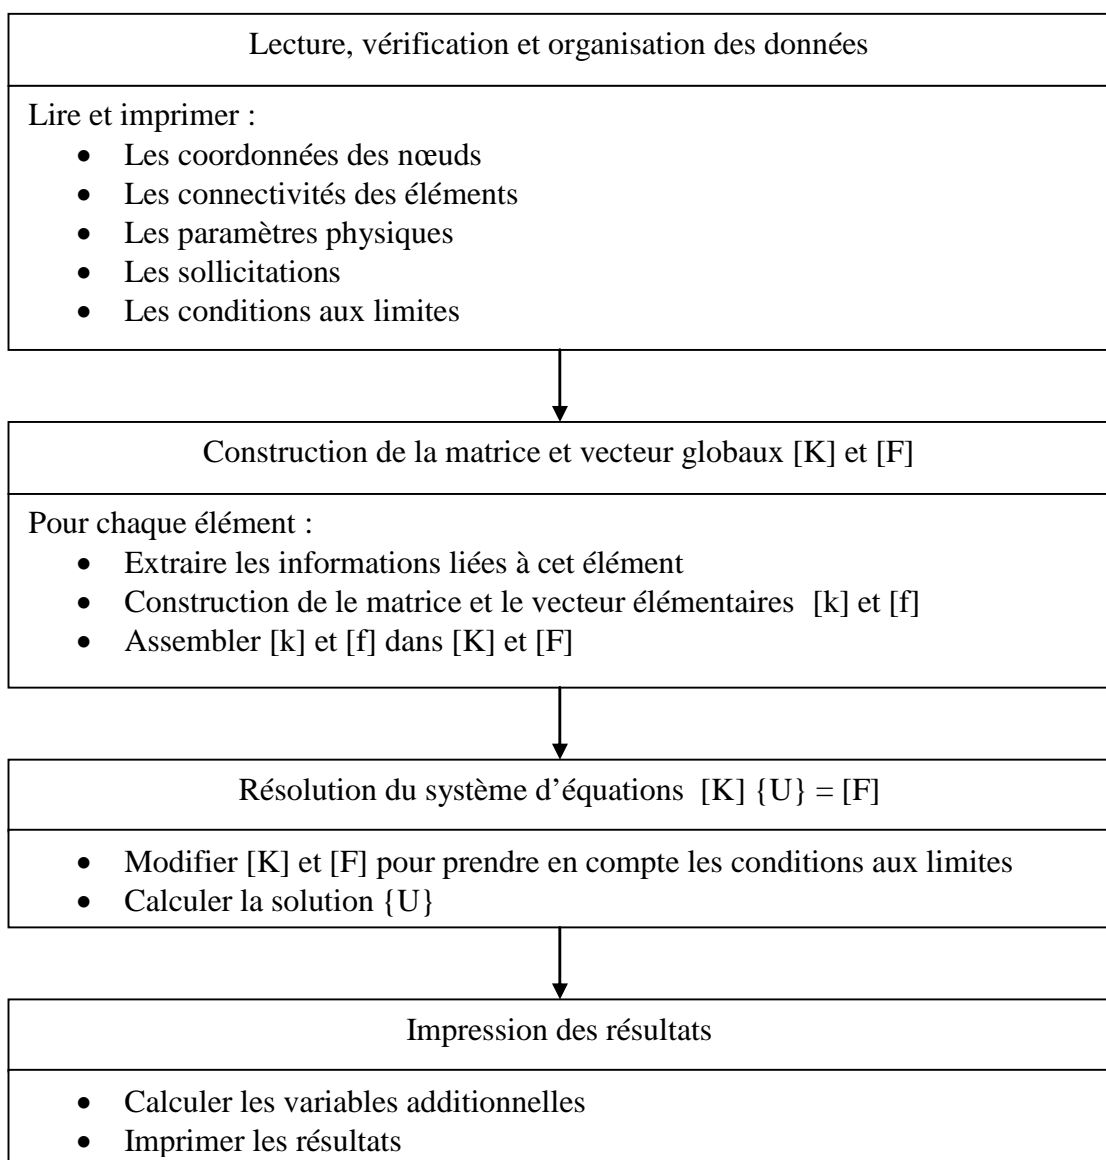 Lecture, vérification et organisation des données
Lire et imprimer :
• Les coordonnées des nœuds
• Les connectivités des éléments
• Les paramètres physiques
• Les sollicitations
• Les conditions aux limites
Construction de la matrice et vecteur globaux [K] et [F]
Pour chaque élément :
• Extraire les informations liées à cet élément
• Construction de le matrice et le vecteur élémentaires [k] et [f]
• Assembler [k] et [f] dans [K] et [F]
Résolution du système d’équations [K] {U} = [F]
• Modifier [K] et [F] pour prendre en compte les conditions aux limites
• Calculer la solution {U}
Impression des résultats
• Calculer les variables additionnelles
• Imprimer les résultats